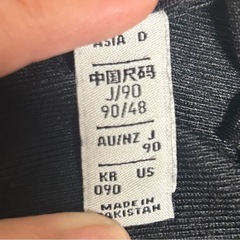 ASIA D
中国尺码
J/90
90/48
AU/NZ J
90
KR US
090
MADE IN
PAKISTAN